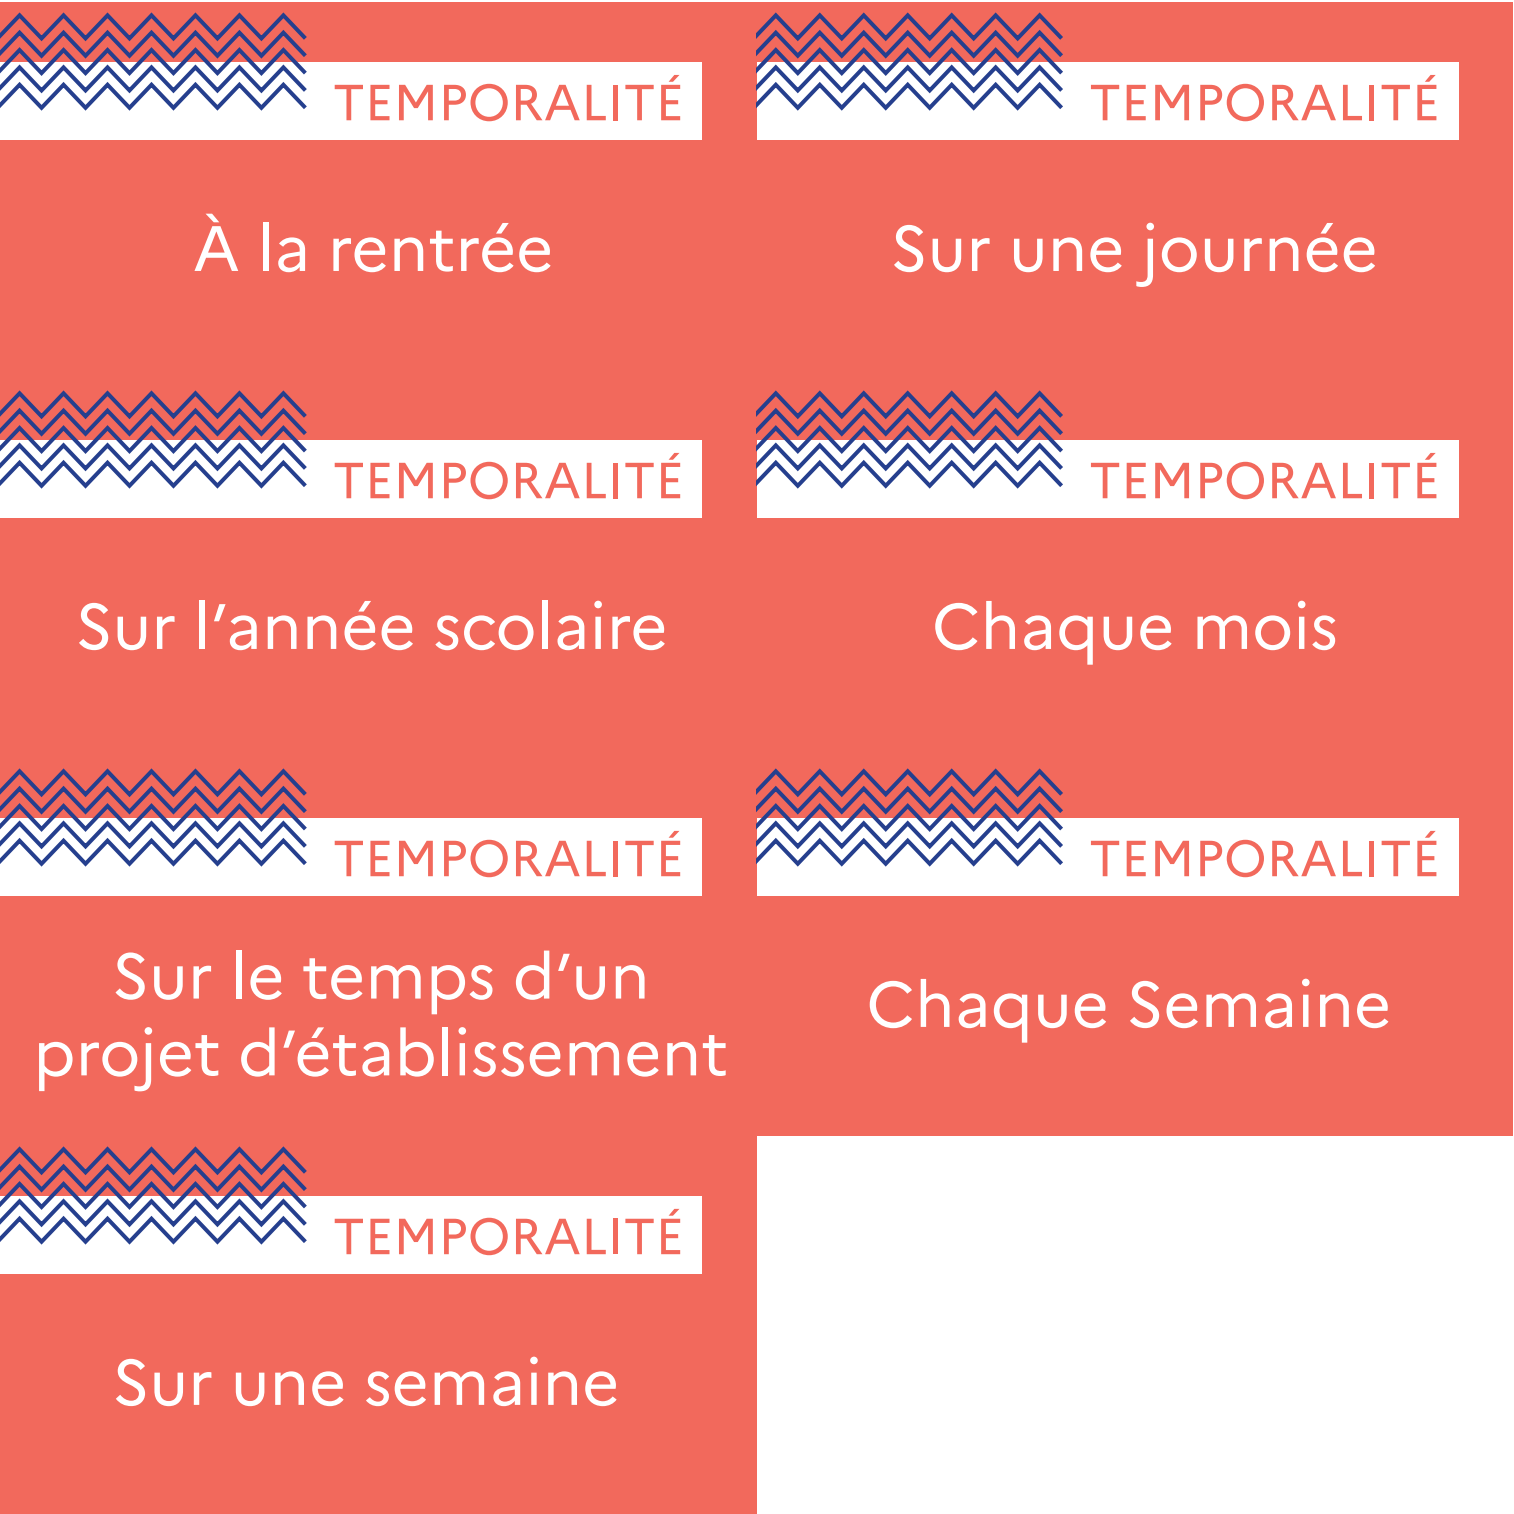 TEMPORALITÉ
À la rentrée
TEMPORALITÉ
Sur une journée
TEMPORALITÉ
Sur l’année scolaire
TEMPORALITÉ
Chaque mois
TEMPORALITÉ
Sur le temps d’un
projet d’établissement
TEMPORALITÉ
Chaque Semaine
TEMPORALITÉ
Sur une semaine